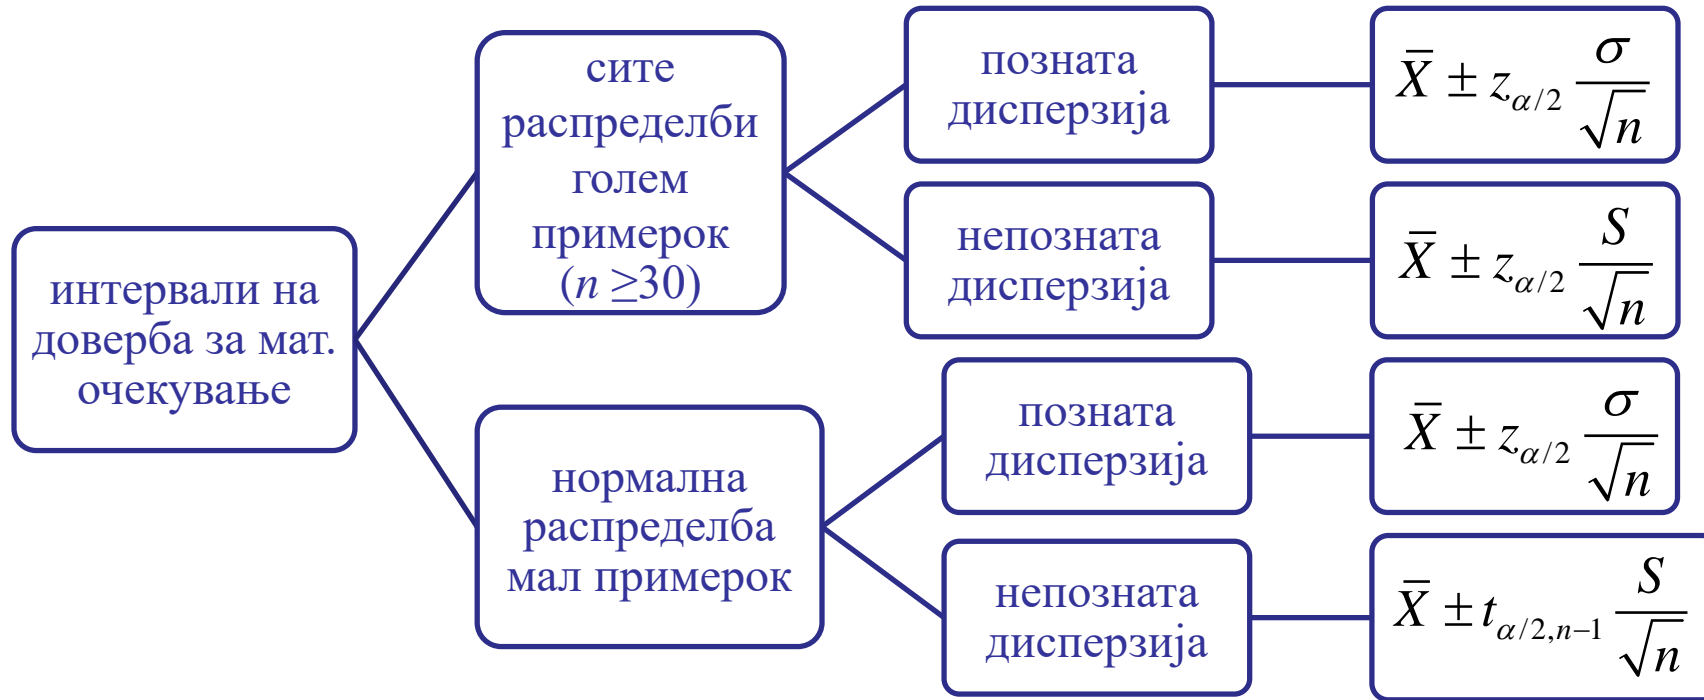 интервали на
доверба за мат.
очекување
сите
распределби
голем
примерок
(n ≥30)
позната
дисперзија
X̄ ± z_{α/2} σ/√n
непозната
дисперзија
X̄ ± z_{α/2} S/√n
нормална
распределба
мал примерок
позната
дисперзија
X̄ ± z_{α/2} σ/√n
непозната
дисперзија
X̄ ± t_{α/2,n−1} S/√n